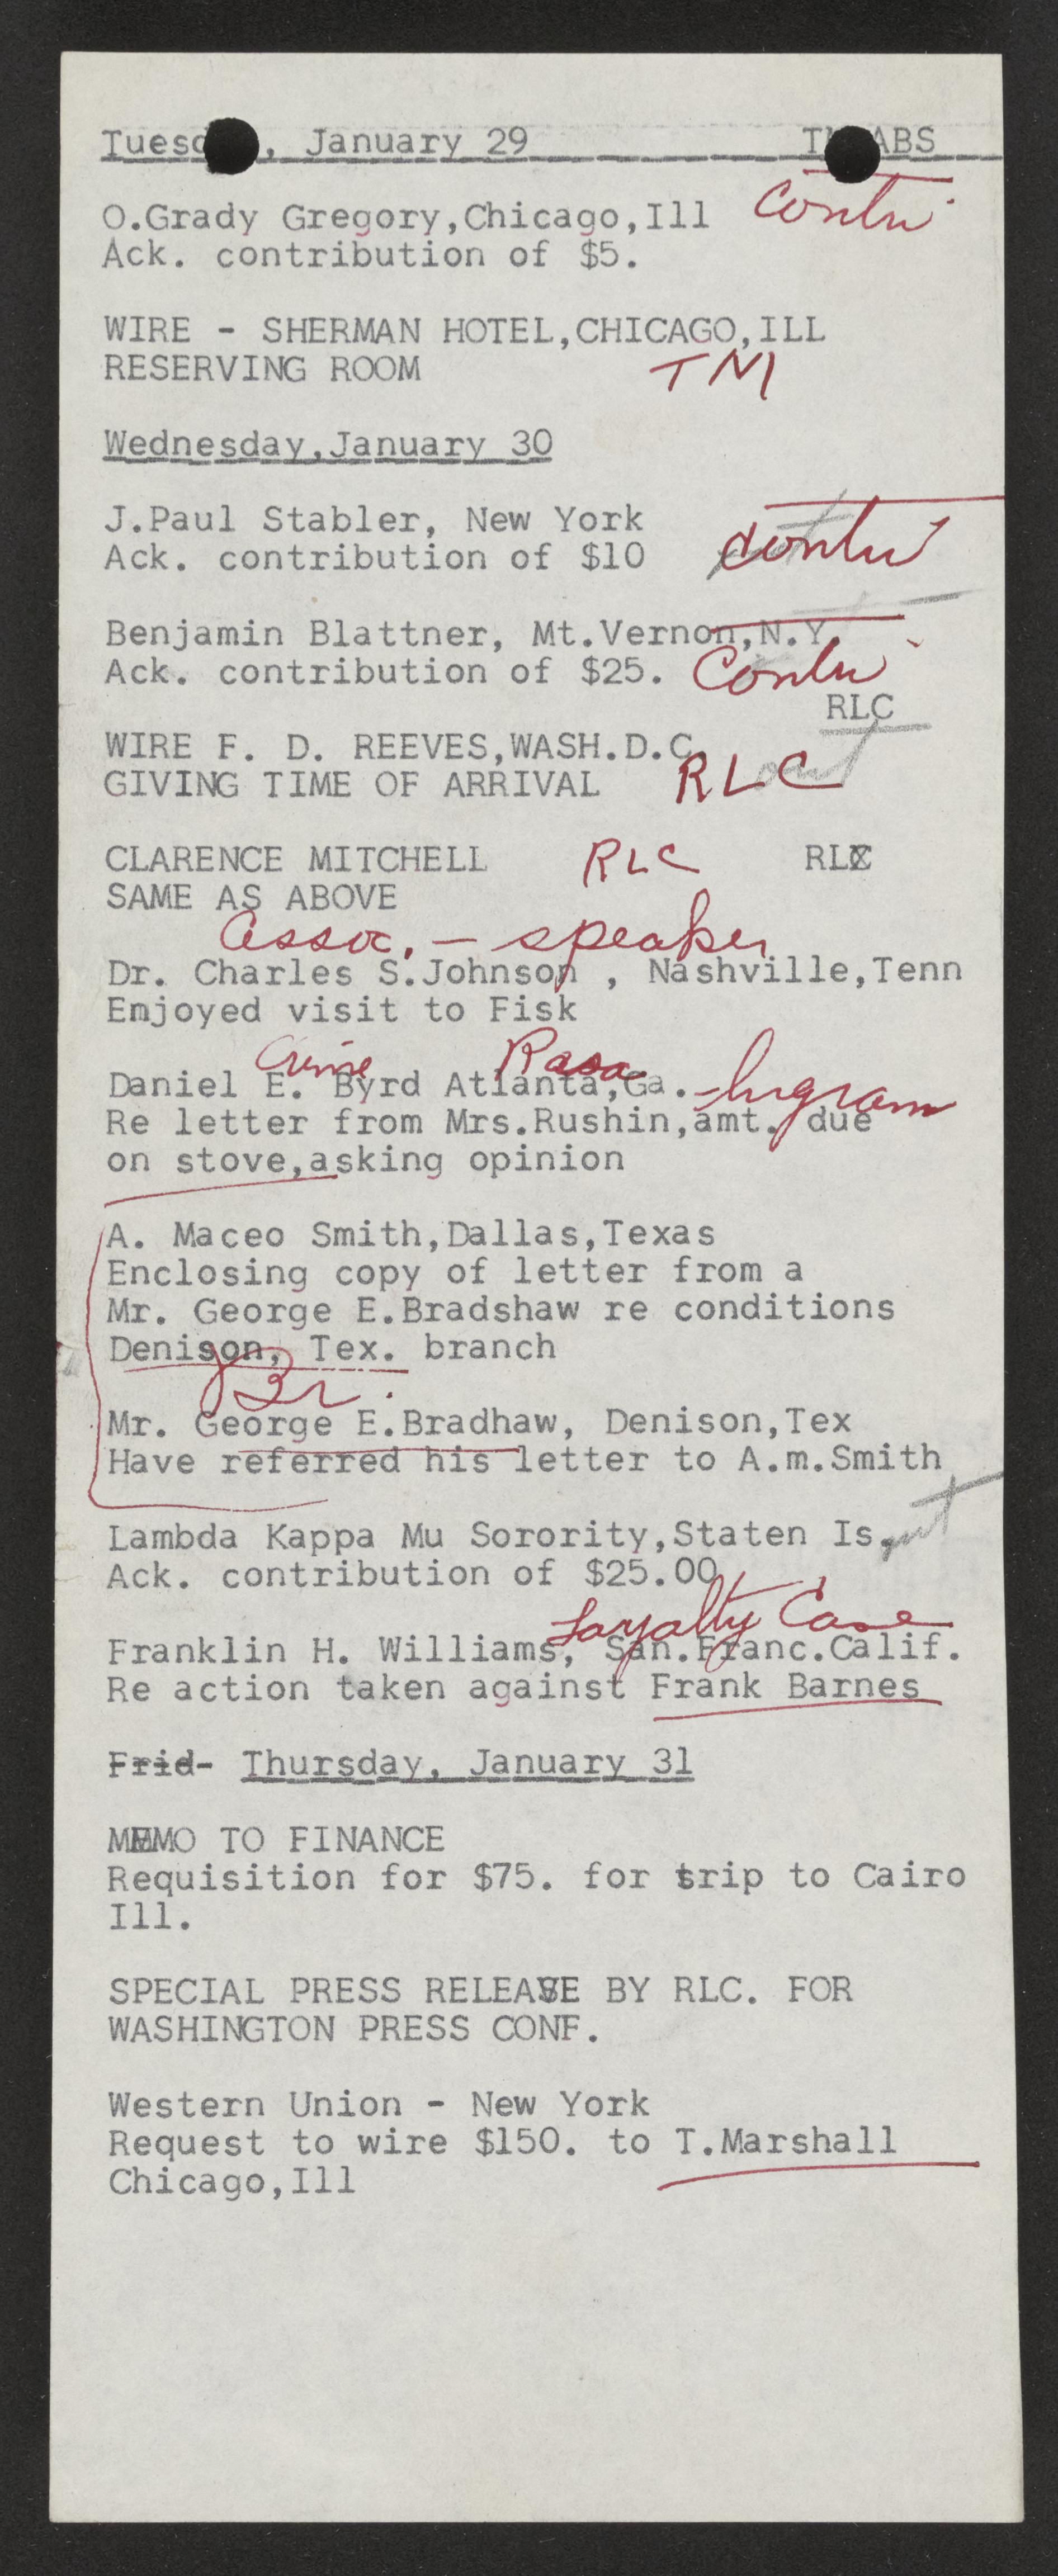 Tuesd , January 29 T ABS
contr
O.Grady Gregory,Chicago,Ill
Ack. contribution of $5.
WIRE - SHERMAN HOTEL,CHICAGO,ILL
RESERVING ROOM TM
Wednesday,January 30
J.Paul Stabler, New York
Ack. contribution of $10 contr
Benjamin Blattner, Mt.Vernon,N.Y.
Ack. contribution of $25. Contr
RLC
WIRE F. D. REEVES,WASH.D.C.
GIVING TIME OF ARRIVAL RLC
CLARENCE MITCHELL RLC RLC
SAME AS ABOVE
assoc. - speaker
Dr. Charles S.Johnson , Nashville,Tenn
Enjoyed visit to Fisk
Crime Rosa Ingram
Daniel E. Byrd Atlanta,Ga.
Re letter from Mrs.Rushin,amt. due
on stove,asking opinion
A. Maceo Smith,Dallas,Texas
Enclosing copy of letter from a
Mr. George E.Bradshaw re conditions
Denison, Tex. branch
Br.
Mr. George E.Bradhaw, Denison,Tex
Have referred his letter to A.m.Smith
Lambda Kappa Mu Sorority,Staten Is.
Ack. contribution of $25.00
Loyalty Case
Franklin H. Williams, San.Franc.Calif.
Re action taken against Frank Barnes
Frid- Thursday, January 31
MEMO TO FINANCE
Requisition for $75. for trip to Cairo
Ill.
SPECIAL PRESS RELEASE BY RLC. FOR
WASHINGTON PRESS CONF.
Western Union - New York
Request to wire $150. to T.Marshall
Chicago,Ill